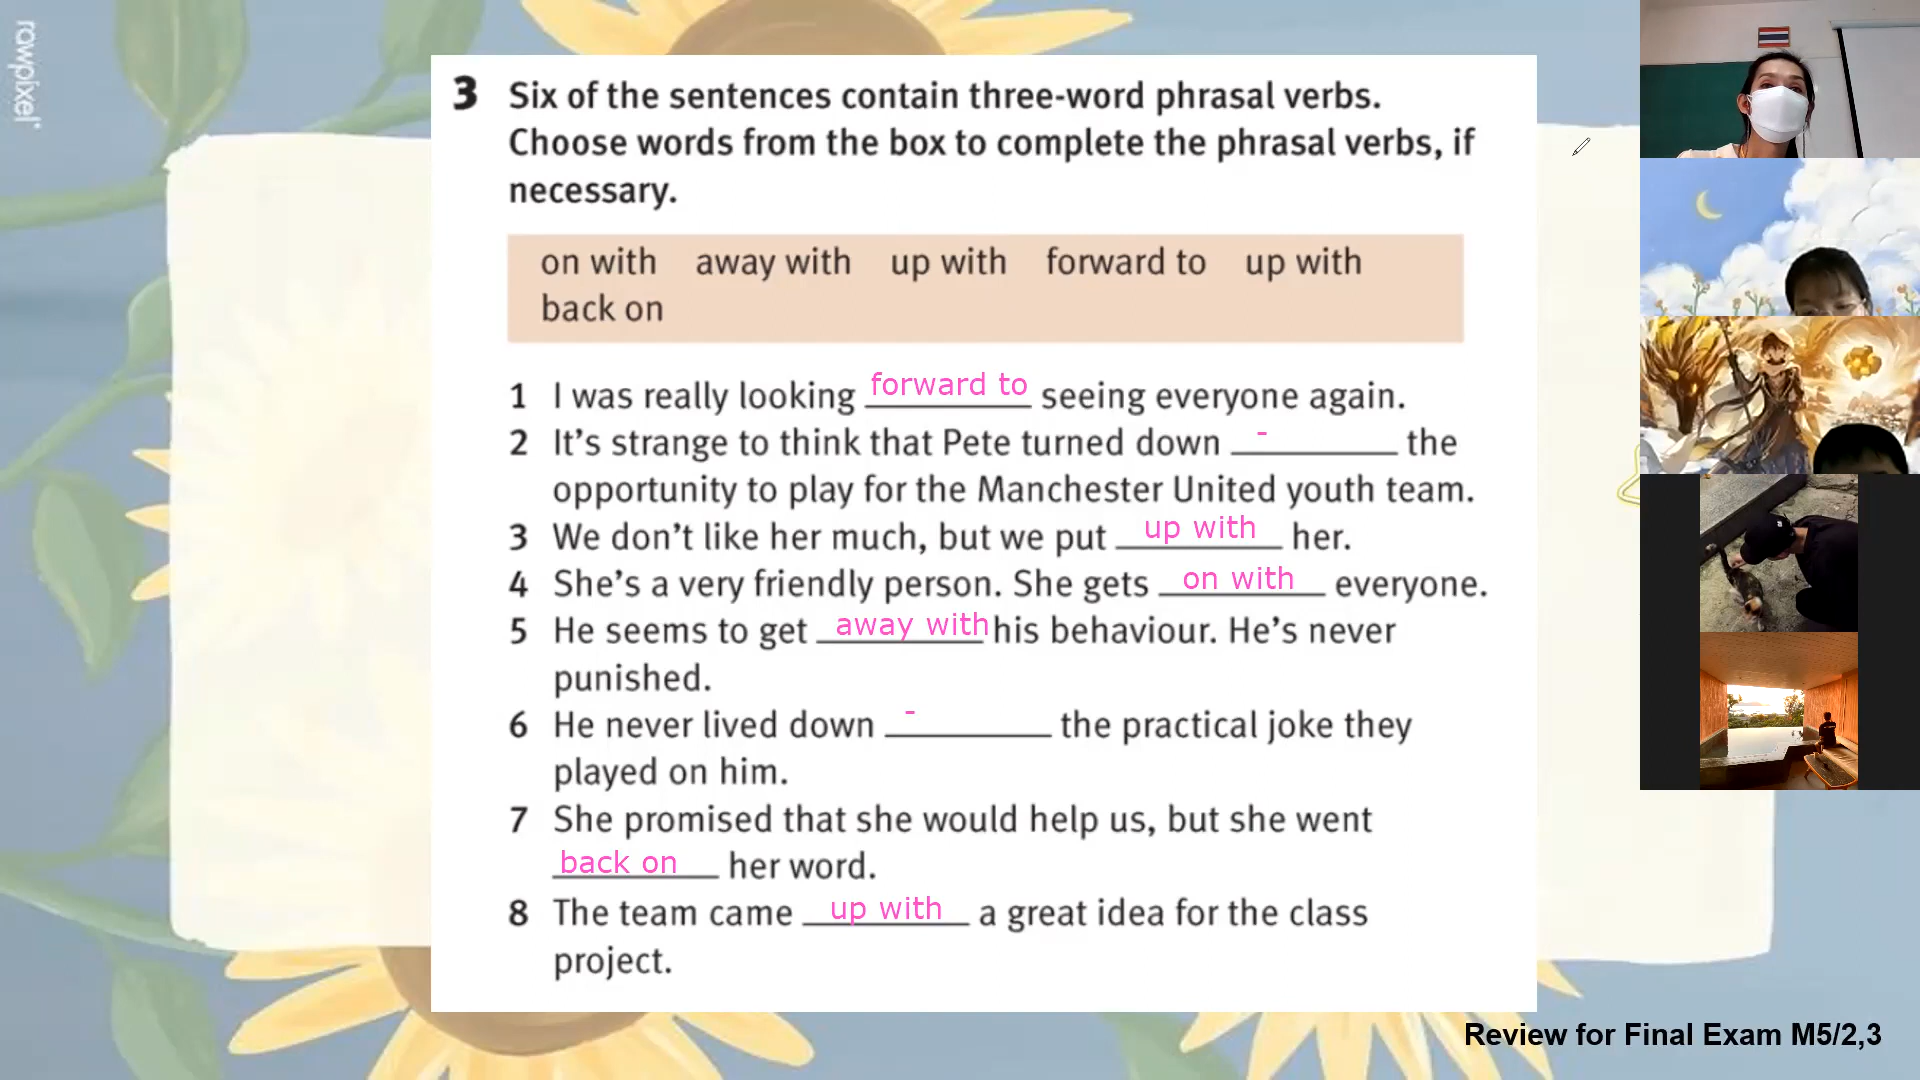 rawpixel
3 Six of the sentences contain three-word phrasal verbs.
Choose words from the box to complete the phrasal verbs, if
necessary.
on with away with up with forward to up with
back on
1 I was really looking forward to seeing everyone again.
2 It's strange to think that Pete turned down - the
opportunity to play for the Manchester United youth team.
3 We don't like her much, but we put up with her.
4 She's a very friendly person. She gets on with everyone.
5 He seems to get away with his behaviour. He's never
punished.
6 He never lived down - the practical joke they
played on him.
7 She promised that she would help us, but she went
back on her word.
8 The team came up with a great idea for the class
project.
Review for Final Exam M5/2,3